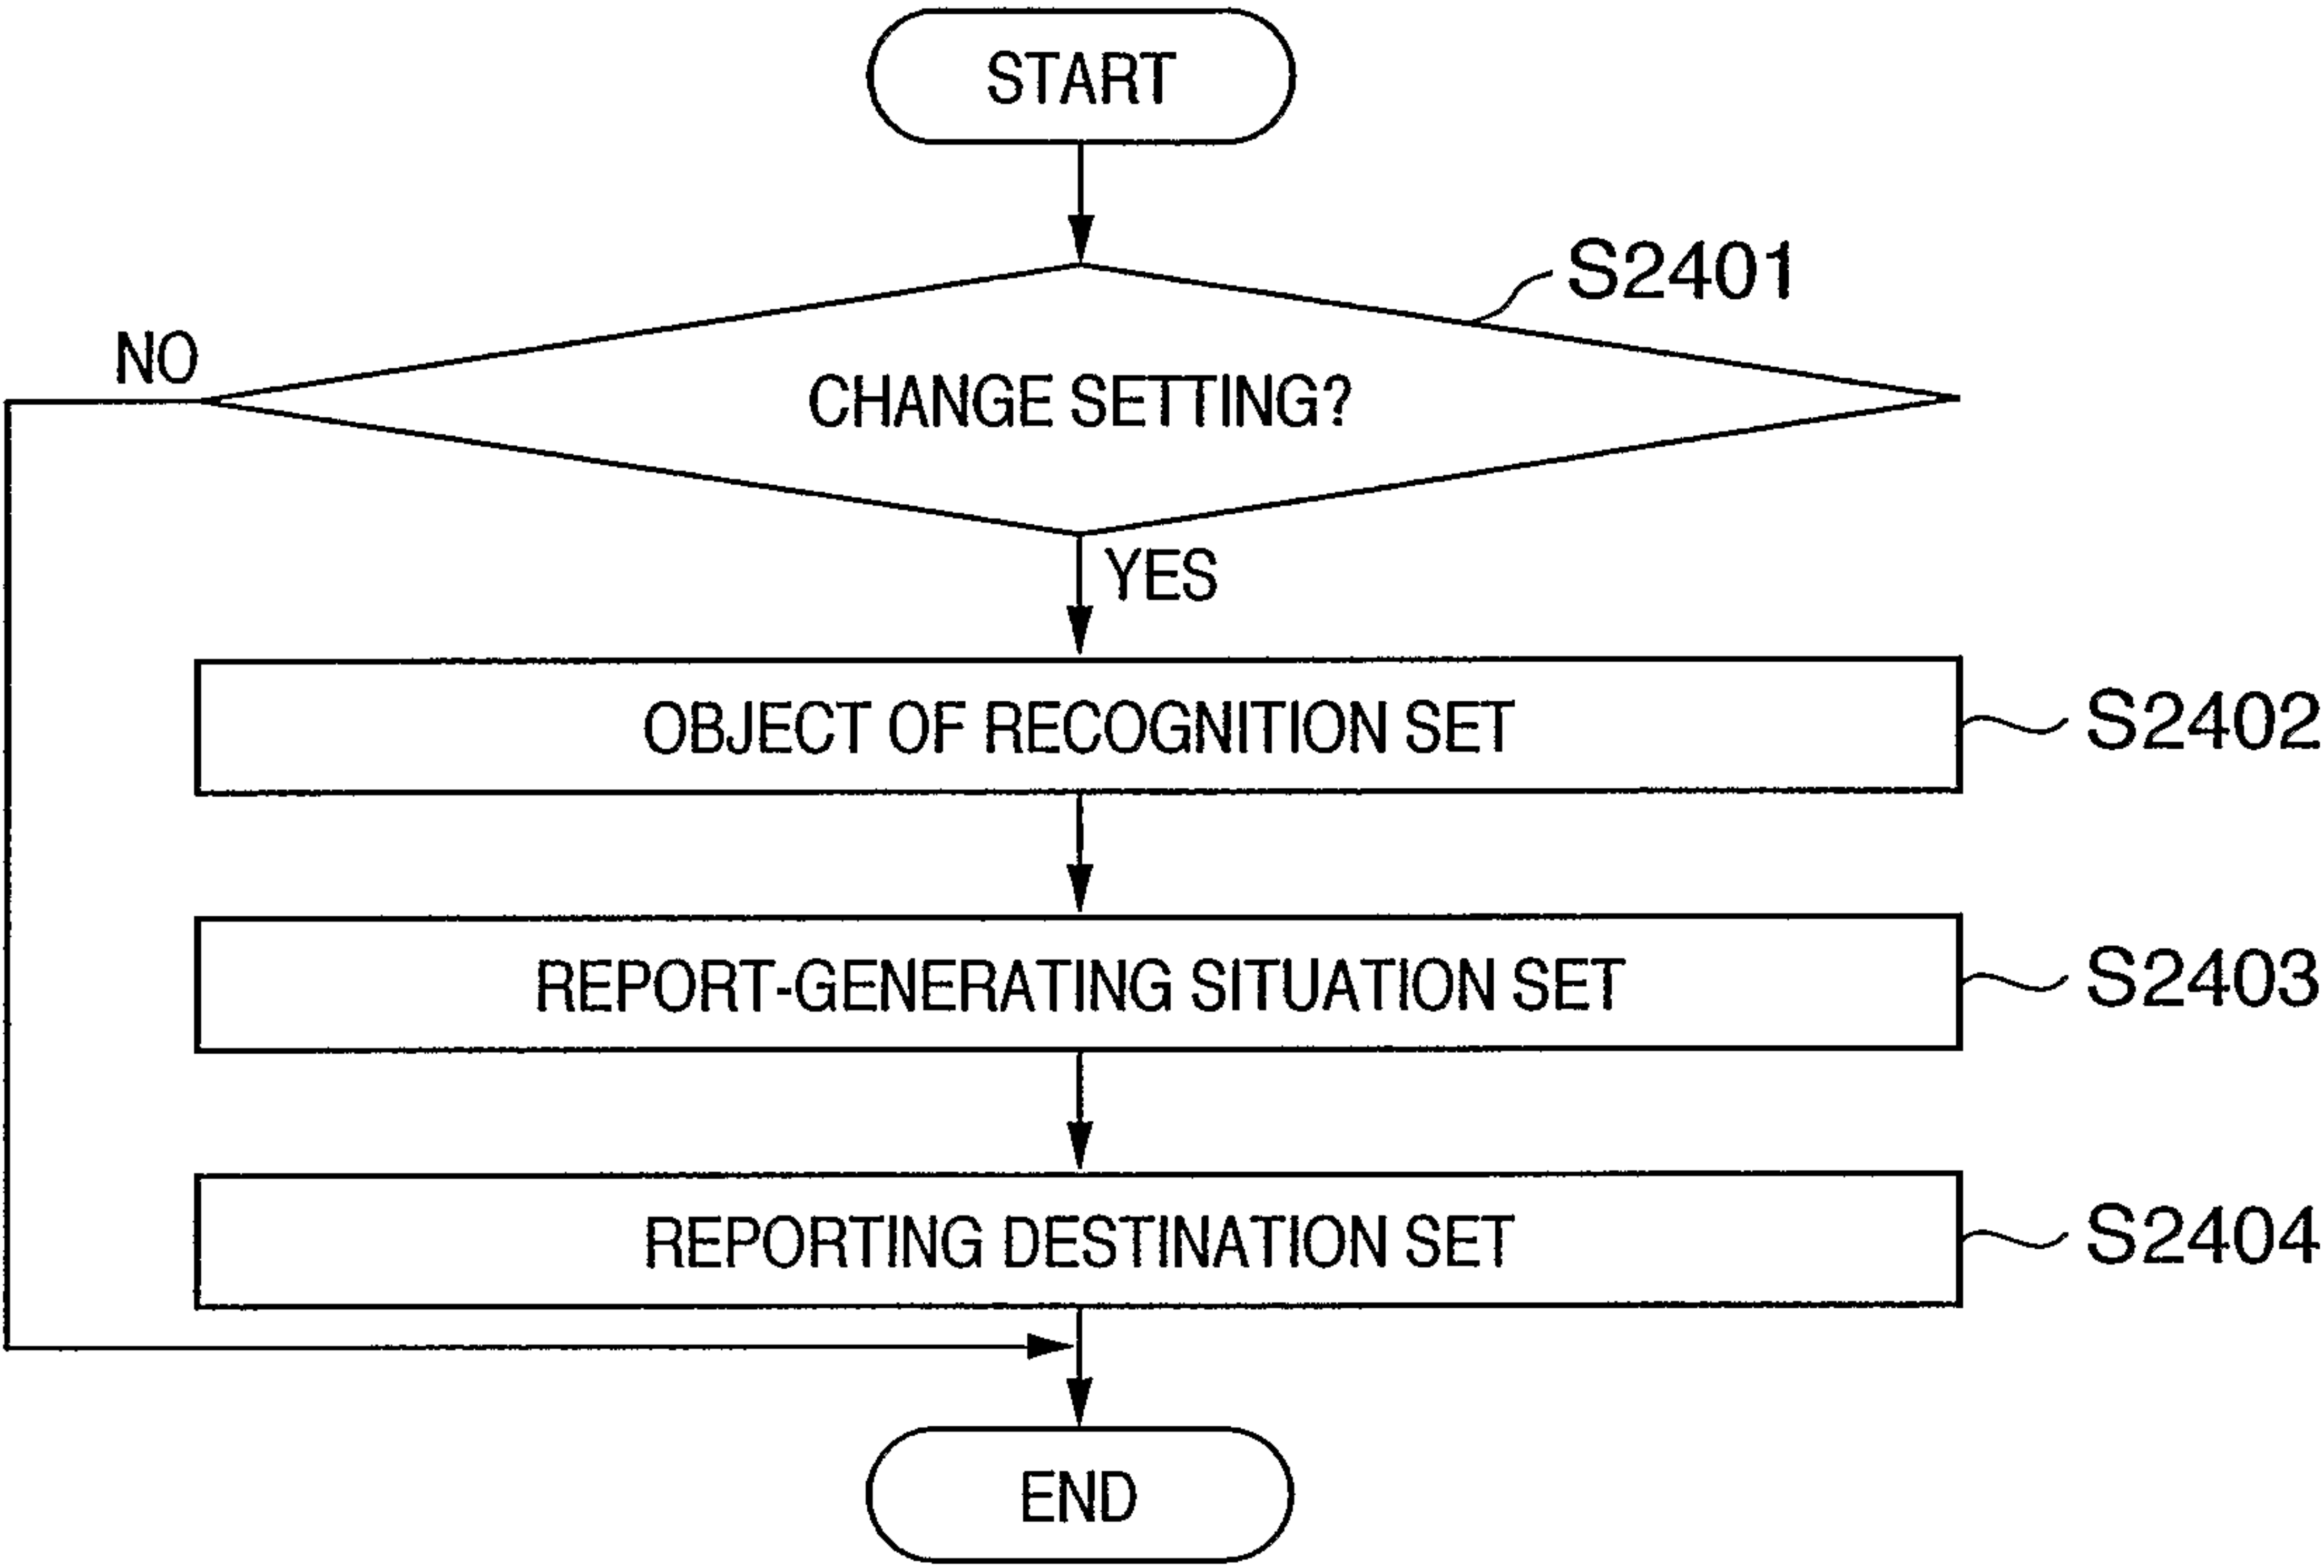 START
S2401
NO
CHANGE SETTING?
YES
OBJECT OF RECOGNITION SET
S2402
REPORT-GENERATING SITUATION SET
S2403
REPORTING DESTINATION SET
S2404
END